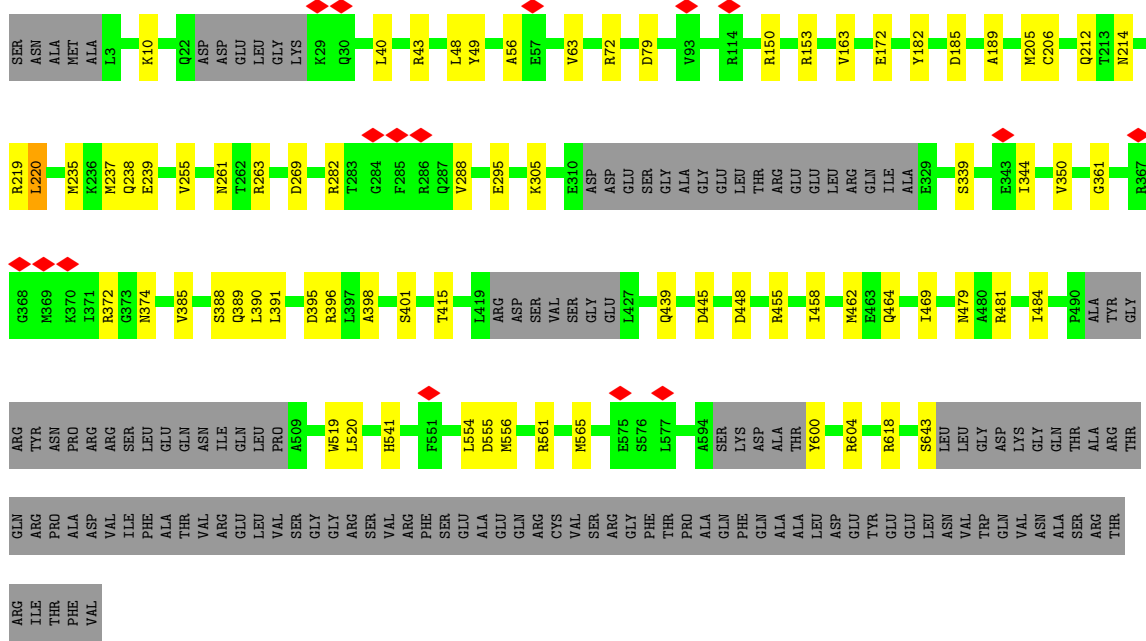 SER ASN ALA MET ALA L3 K10 Q22 ASP ASP GLU LEU GLY LYS K29 Q30 L40 R43 L48 Y49 A56 E57 V63 R72 D79 V93 R114 R150 R153 V163 E172 Y182 D185 A189 M205 C206 Q212 T213 N214
R219 L220 M235 K236 M237 Q238 E239 V255 N261 T262 R263 D269 R282 T283 G284 F285 R286 Q287 V288 E295 K305 E310 ASP ASP GLU SER GLY ALA GLY GLU LEU THR ARG GLU GLU LEU ARG GLN ILE ALA E329 S339 E343 I344 V350 G361 R367
G368 M369 K370 I371 R372 G373 N374 V385 S388 Q389 L390 L391 D395 R396 L397 A398 S401 T415 L419 ARG ASP SER VAL SER GLY GLU L427 Q439 D445 D448 R455 I458 M462 E463 Q464 I469 N479 A480 R481 I484 P490 ALA TYR GLY
ARG TYR ASN PRO ARG ARG SER LEU GLU GLN ASN ILE GLN LEU PRO A509 W519 L520 H541 F551 L554 D555 M556 R561 M565 E575 S576 L577 A594 SER LYS ASP ALA THR Y600 R604 R618 S643 LEU LEU GLY ASP LYS GLY GLN THR ALA ARG THR
GLN ARG PRO ALA ASP VAL ILE PHE ALA THR VAL ARG GLU LEU VAL SER GLY GLY ARG SER VAL ARG PHE SER GLU ALA GLU GLN ARG CYS VAL SER ARG GLY PHE THR PRO ALA GLN PHE GLN ALA ALA LEU ASP GLU TYR GLU GLU LEU ASN VAL TRP GLN VAL ASN ALA SER ARG THR
ARG ILE THR PHE VAL